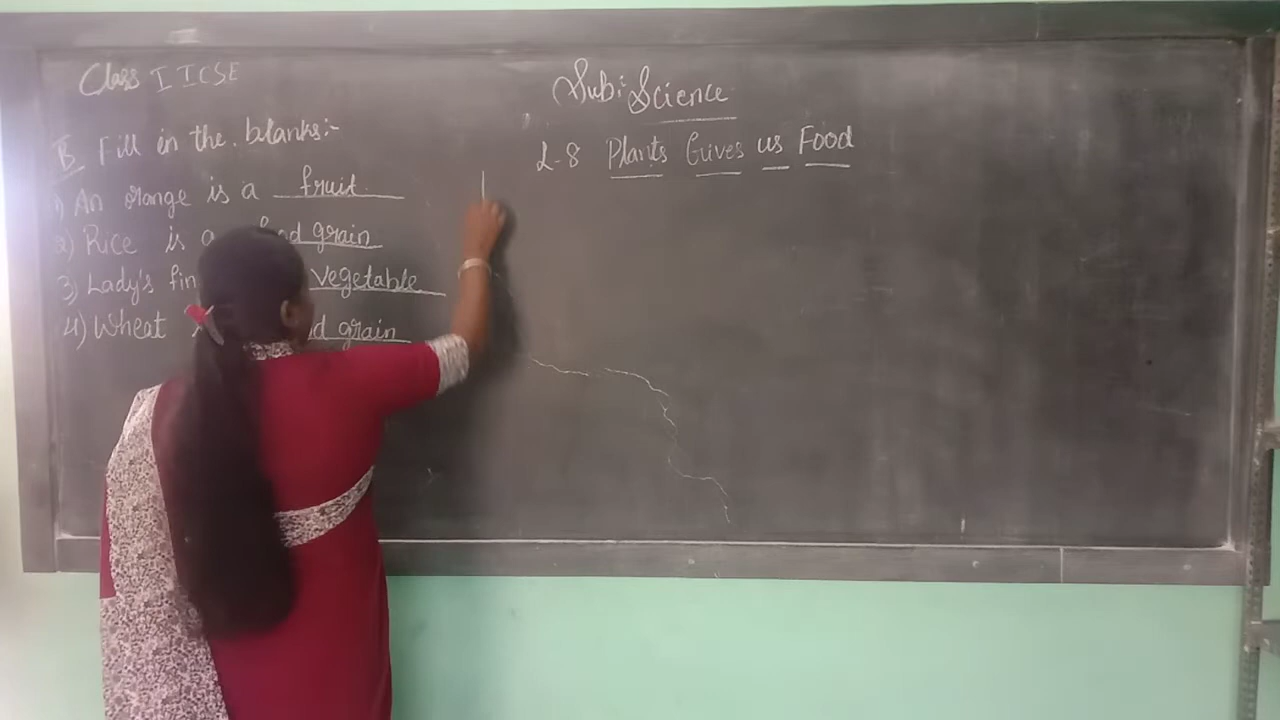 Class I ICSE
Sub: Science
L-8 Plants Gives us Food
B. Fill in the blanks:-
1) An orange is a fruit.
2) Rice is a food grain
3) Lady's fin vegetable
4) Wheat grain